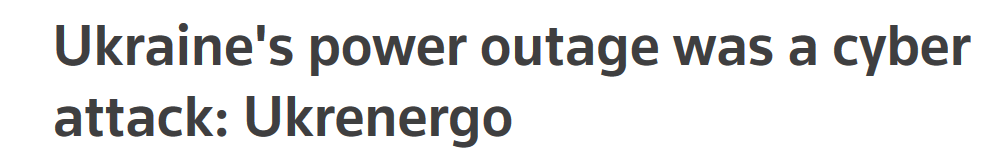 Ukraine's power outage was a cyber
attack: Ukrenergo